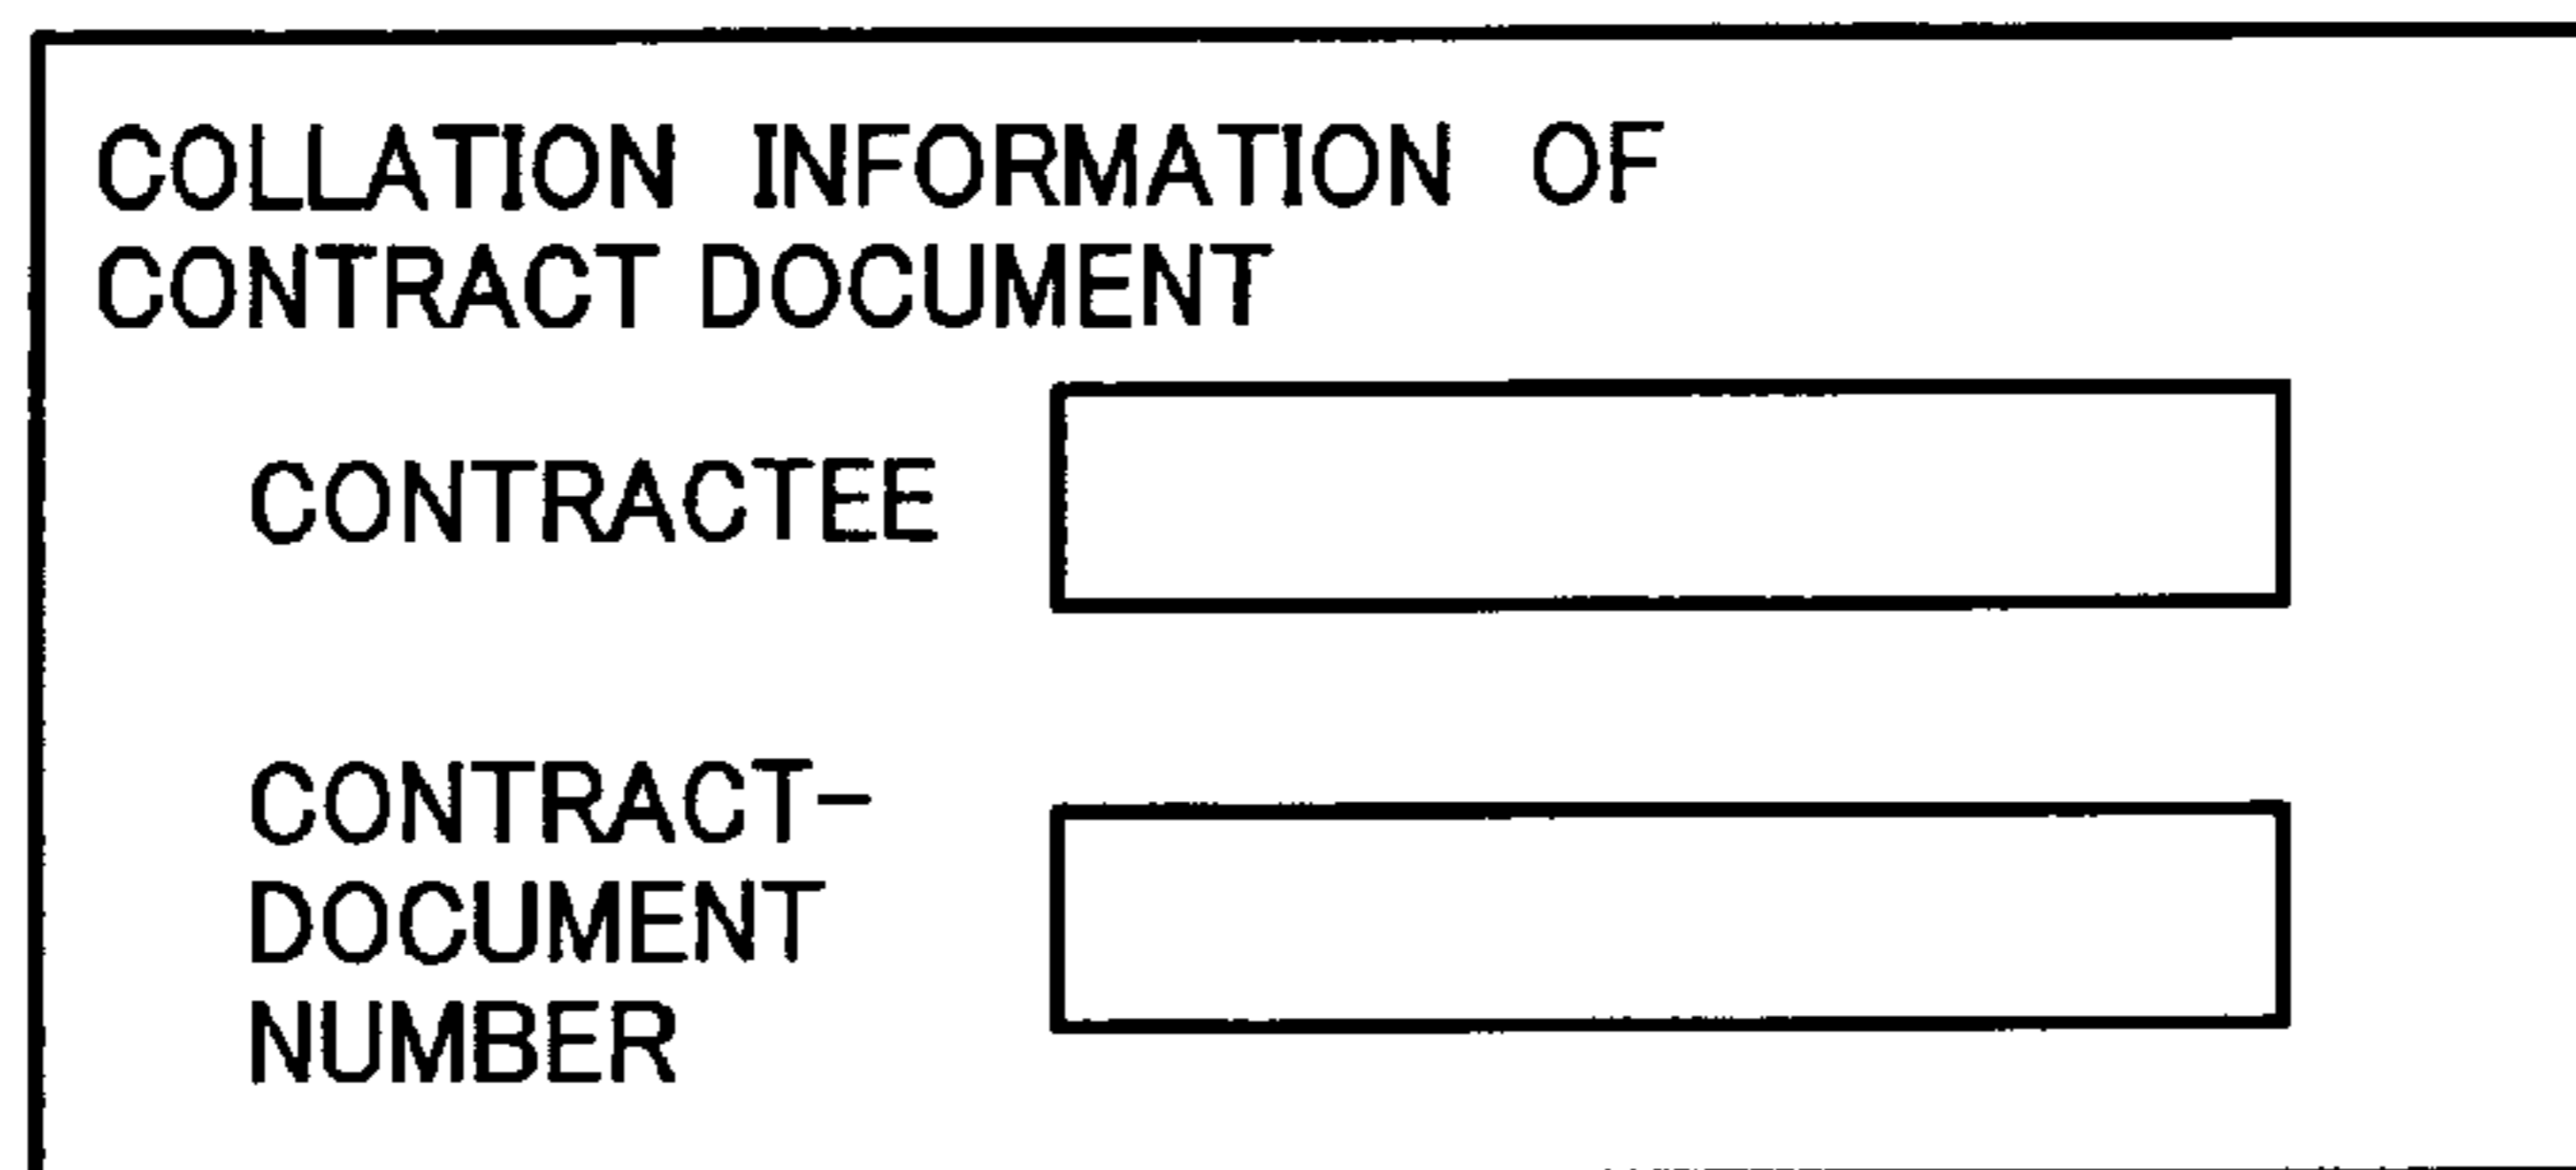 COLLATION INFORMATION OF
CONTRACT DOCUMENT
CONTRACTEE
CONTRACT-
DOCUMENT
NUMBER